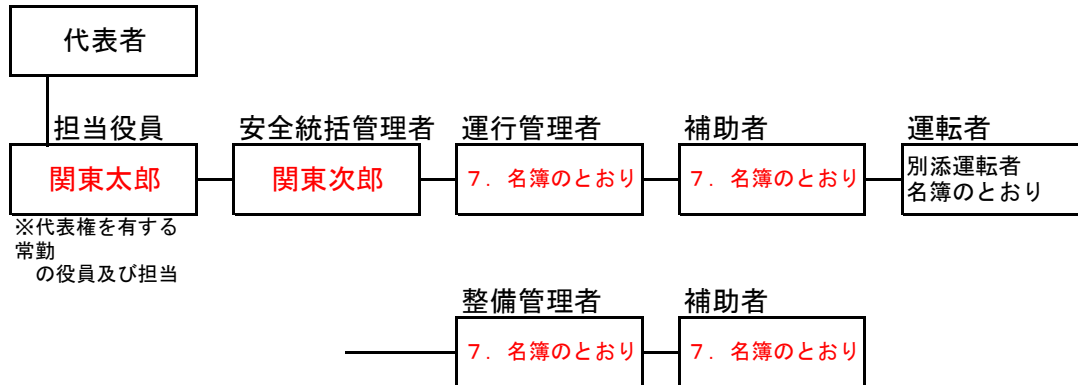 代表者
担当役員 安全統括管理者 運行管理者 補助者 運転者
関東太郎 関東次郎 ７．名簿のとおり ７．名簿のとおり 別添運転者
名簿のとおり
※代表権を有する
常勤
の役員及び担当
整備管理者 補助者
７．名簿のとおり ７．名簿のとおり